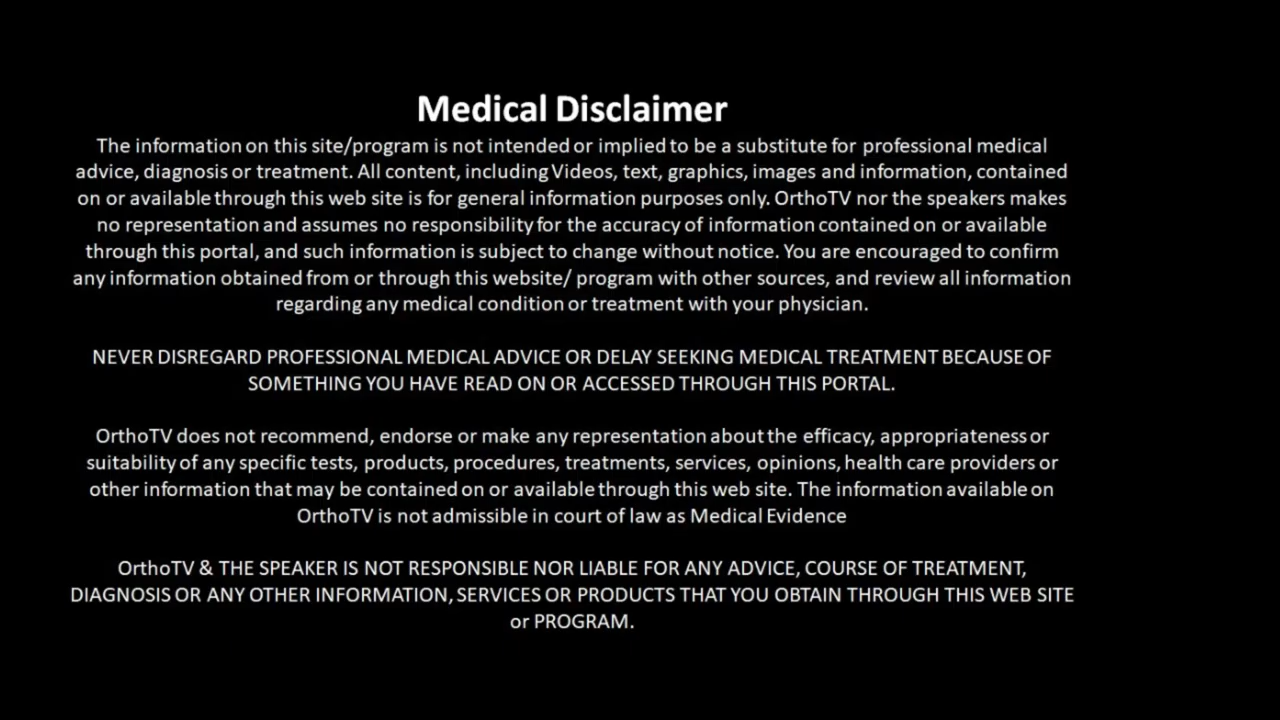 Medical Disclaimer
The information on this site/program is not intended or implied to be a substitute for professional medical
advice, diagnosis or treatment. All content, including Videos, text, graphics, images and information, contained
on or available through this web site is for general information purposes only. OrthoTV nor the speakers makes
no representation and assumes no responsibility for the accuracy of information contained on or available
through this portal, and such information is subject to change without notice. You are encouraged to confirm
any information obtained from or through this website/ program with other sources, and review all information
regarding any medical condition or treatment with your physician.
NEVER DISREGARD PROFESSIONAL MEDICAL ADVICE OR DELAY SEEKING MEDICAL TREATMENT BECAUSE OF
SOMETHING YOU HAVE READ ON OR ACCESSED THROUGH THIS PORTAL.
OrthoTV does not recommend, endorse or make any representation about the efficacy, appropriateness or
suitability of any specific tests, products, procedures, treatments, services, opinions, health care providers or
other information that may be contained on or available through this web site. The information available on
OrthoTV is not admissible in court of law as Medical Evidence
OrthoTV & THE SPEAKER IS NOT RESPONSIBLE NOR LIABLE FOR ANY ADVICE, COURSE OF TREATMENT,
DIAGNOSIS OR ANY OTHER INFORMATION, SERVICES OR PRODUCTS THAT YOU OBTAIN THROUGH THIS WEB SITE
or PROGRAM.